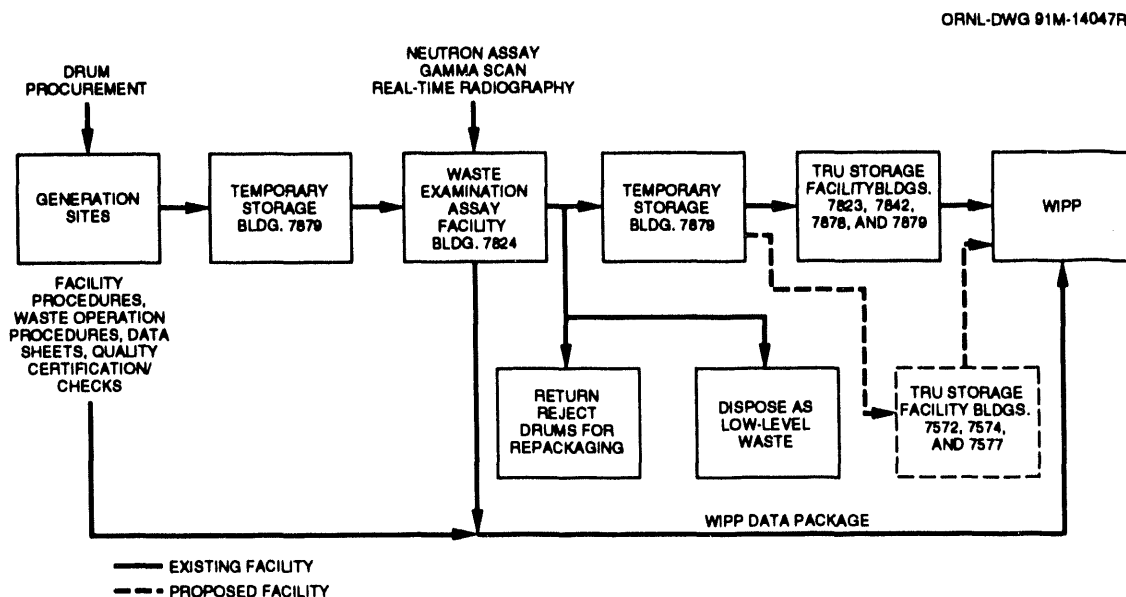 ORNL-DWG 91M-14047R
NEUTRON ASSAY
GAMMA SCAN
REAL-TIME RADIOGRAPHY
DRUM
PROCUREMENT
GENERATION
SITES
TEMPORARY
STORAGE
BLDG. 7879
WASTE
EXAMINATION
ASSAY
FACILITY
BLDG. 7824
TEMPORARY
STORAGE
BLDG. 7879
TRU STORAGE
FACILITYBLDGS.
7823, 7842,
7878, AND 7879
WIPP
FACILITY
PROCEDURES,
WASTE OPERATION
PROCEDURES, DATA
SHEETS, QUALITY
CERTIFICATION/
CHECKS
RETURN
REJECT
DRUMS FOR
REPACKAGING
DISPOSE AS
LOW-LEVEL
WASTE
TRU STORAGE
FACILITY BLDGS.
7572, 7574,
AND 7577
WIPP DATA PACKAGE
EXISTING FACILITY
PROPOSED FACILITY